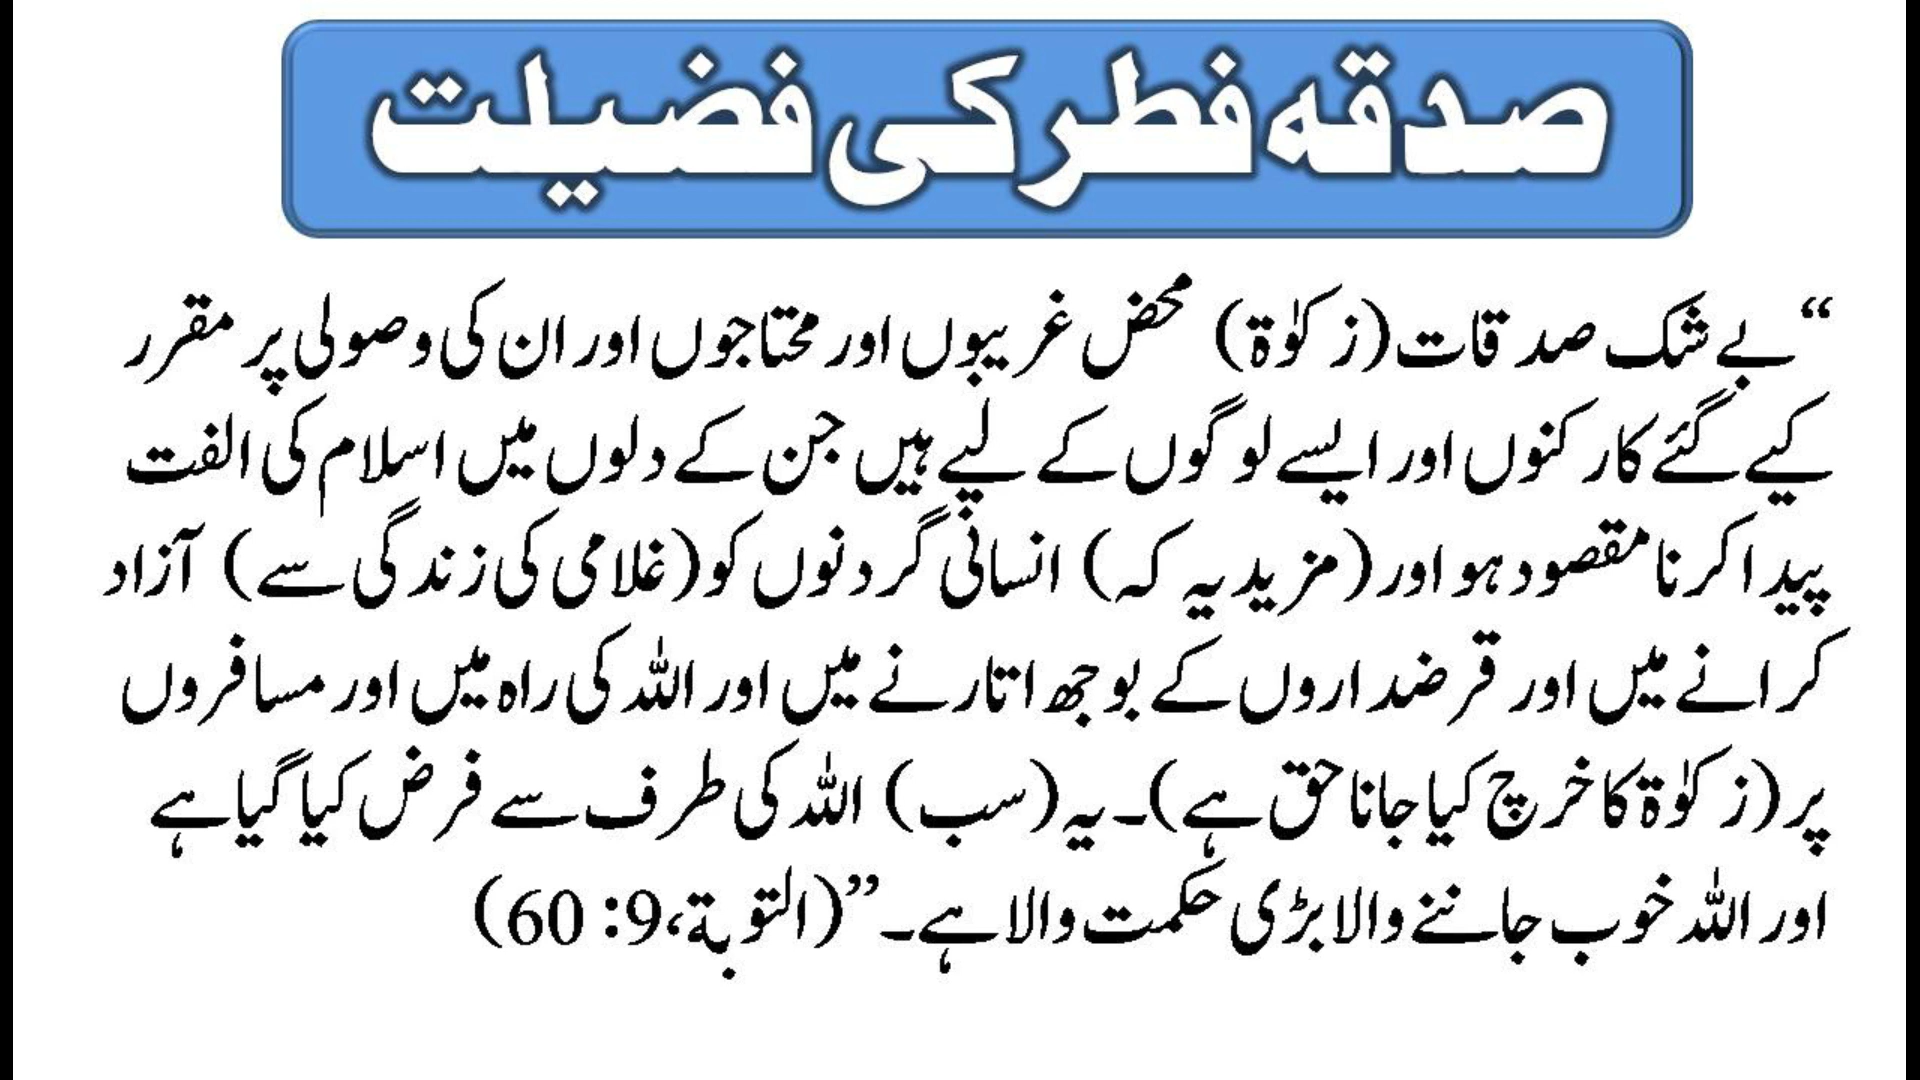 صدقہ فطر کی فضیلت
“بے شک صدقات (زکوٰۃ) محض غریبوں اور محتاجوں اور ان کی وصولی پر مقرر
کیے گئے کارکنوں اور ایسے لوگوں کے لیے ہیں جن کے دلوں میں اسلام کی الفت
پیدا کرنا مقصود ہو اور (مزید یہ کہ) انسانی گردنوں کو (غلامی کی زندگی سے) آزاد
کرانے میں اور قرضداروں کے بوجھ اتارنے میں اور اللہ کی راہ میں اور مسافروں
پر (زکوٰۃ کا خرچ کیا جانا حق ہے)۔ یہ (سب) اللہ کی طرف سے فرض کیا گیا ہے
اور اللہ خوب جاننے والا بڑی حکمت والا ہے۔” (التوبۃ، 9: 60)